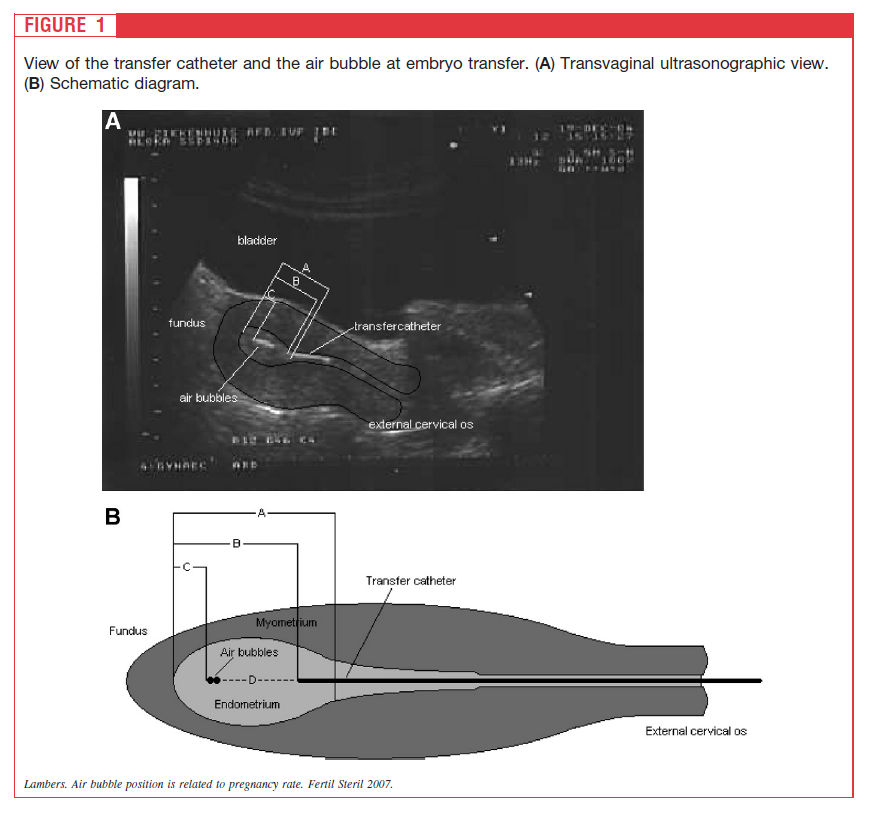 FIGURE 1
View of the transfer catheter and the air bubble at embryo transfer. (A) Transvaginal ultrasonographic view.
(B) Schematic diagram.
A
ALOKA SSD1400
bladder
A
B
C
fundus
transfercatheter
air bubbles
external cervical os
B
A
B
C
Transfer catheter
Fundus
Myometrium
Air bubbles
D
Endometrium
External cervical os
Lambers. Air bubble position is related to pregnancy rate. Fertil Steril 2007.